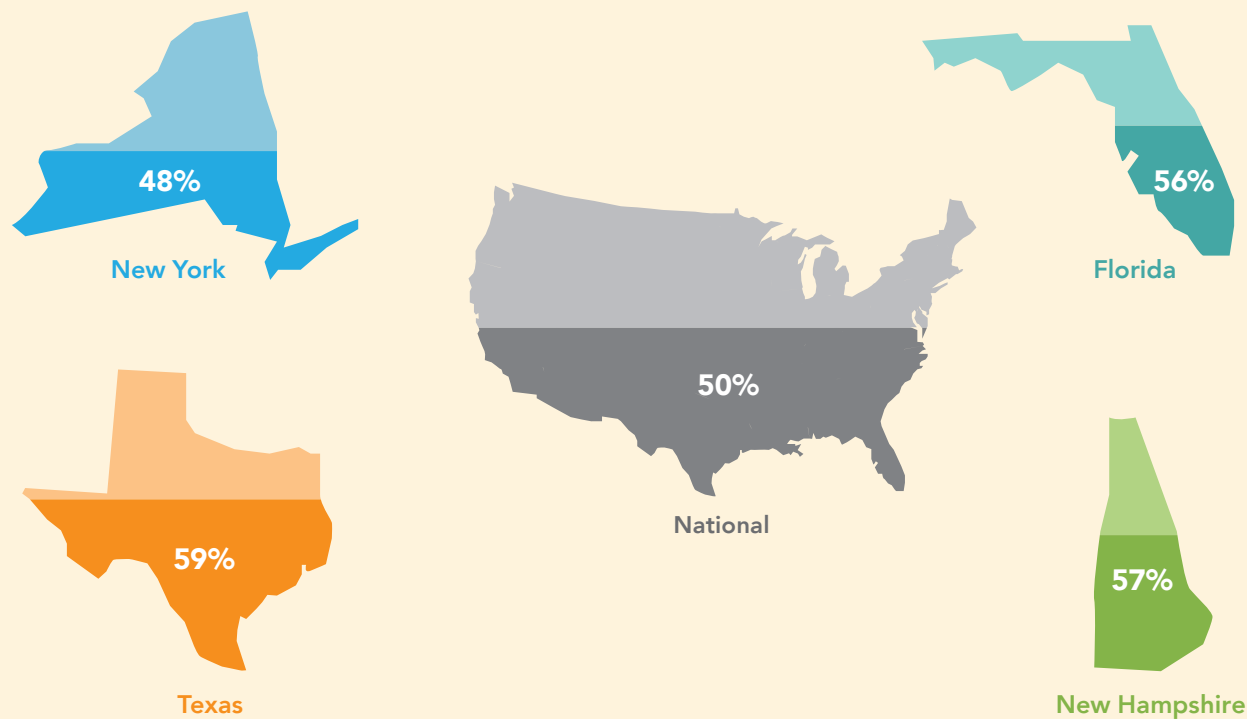 48%
New York
56%
Florida
50%
National
59%
Texas
57%
New Hampshire